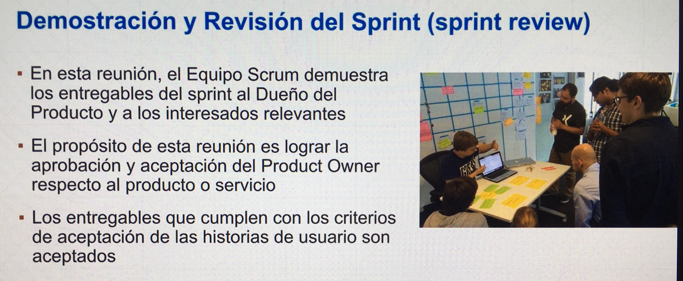 Demostración y Revisión del Sprint (sprint review)
En esta reunión, el Equipo Scrum demuestra
los entregables del sprint al Dueño del
Producto y a los interesados relevantes
El propósito de esta reunión es lograr la
aprobación y aceptación del Product Owner
respecto al producto o servicio
Los entregables que cumplen con los criterios
de aceptación de las historias de usuario son
aceptados